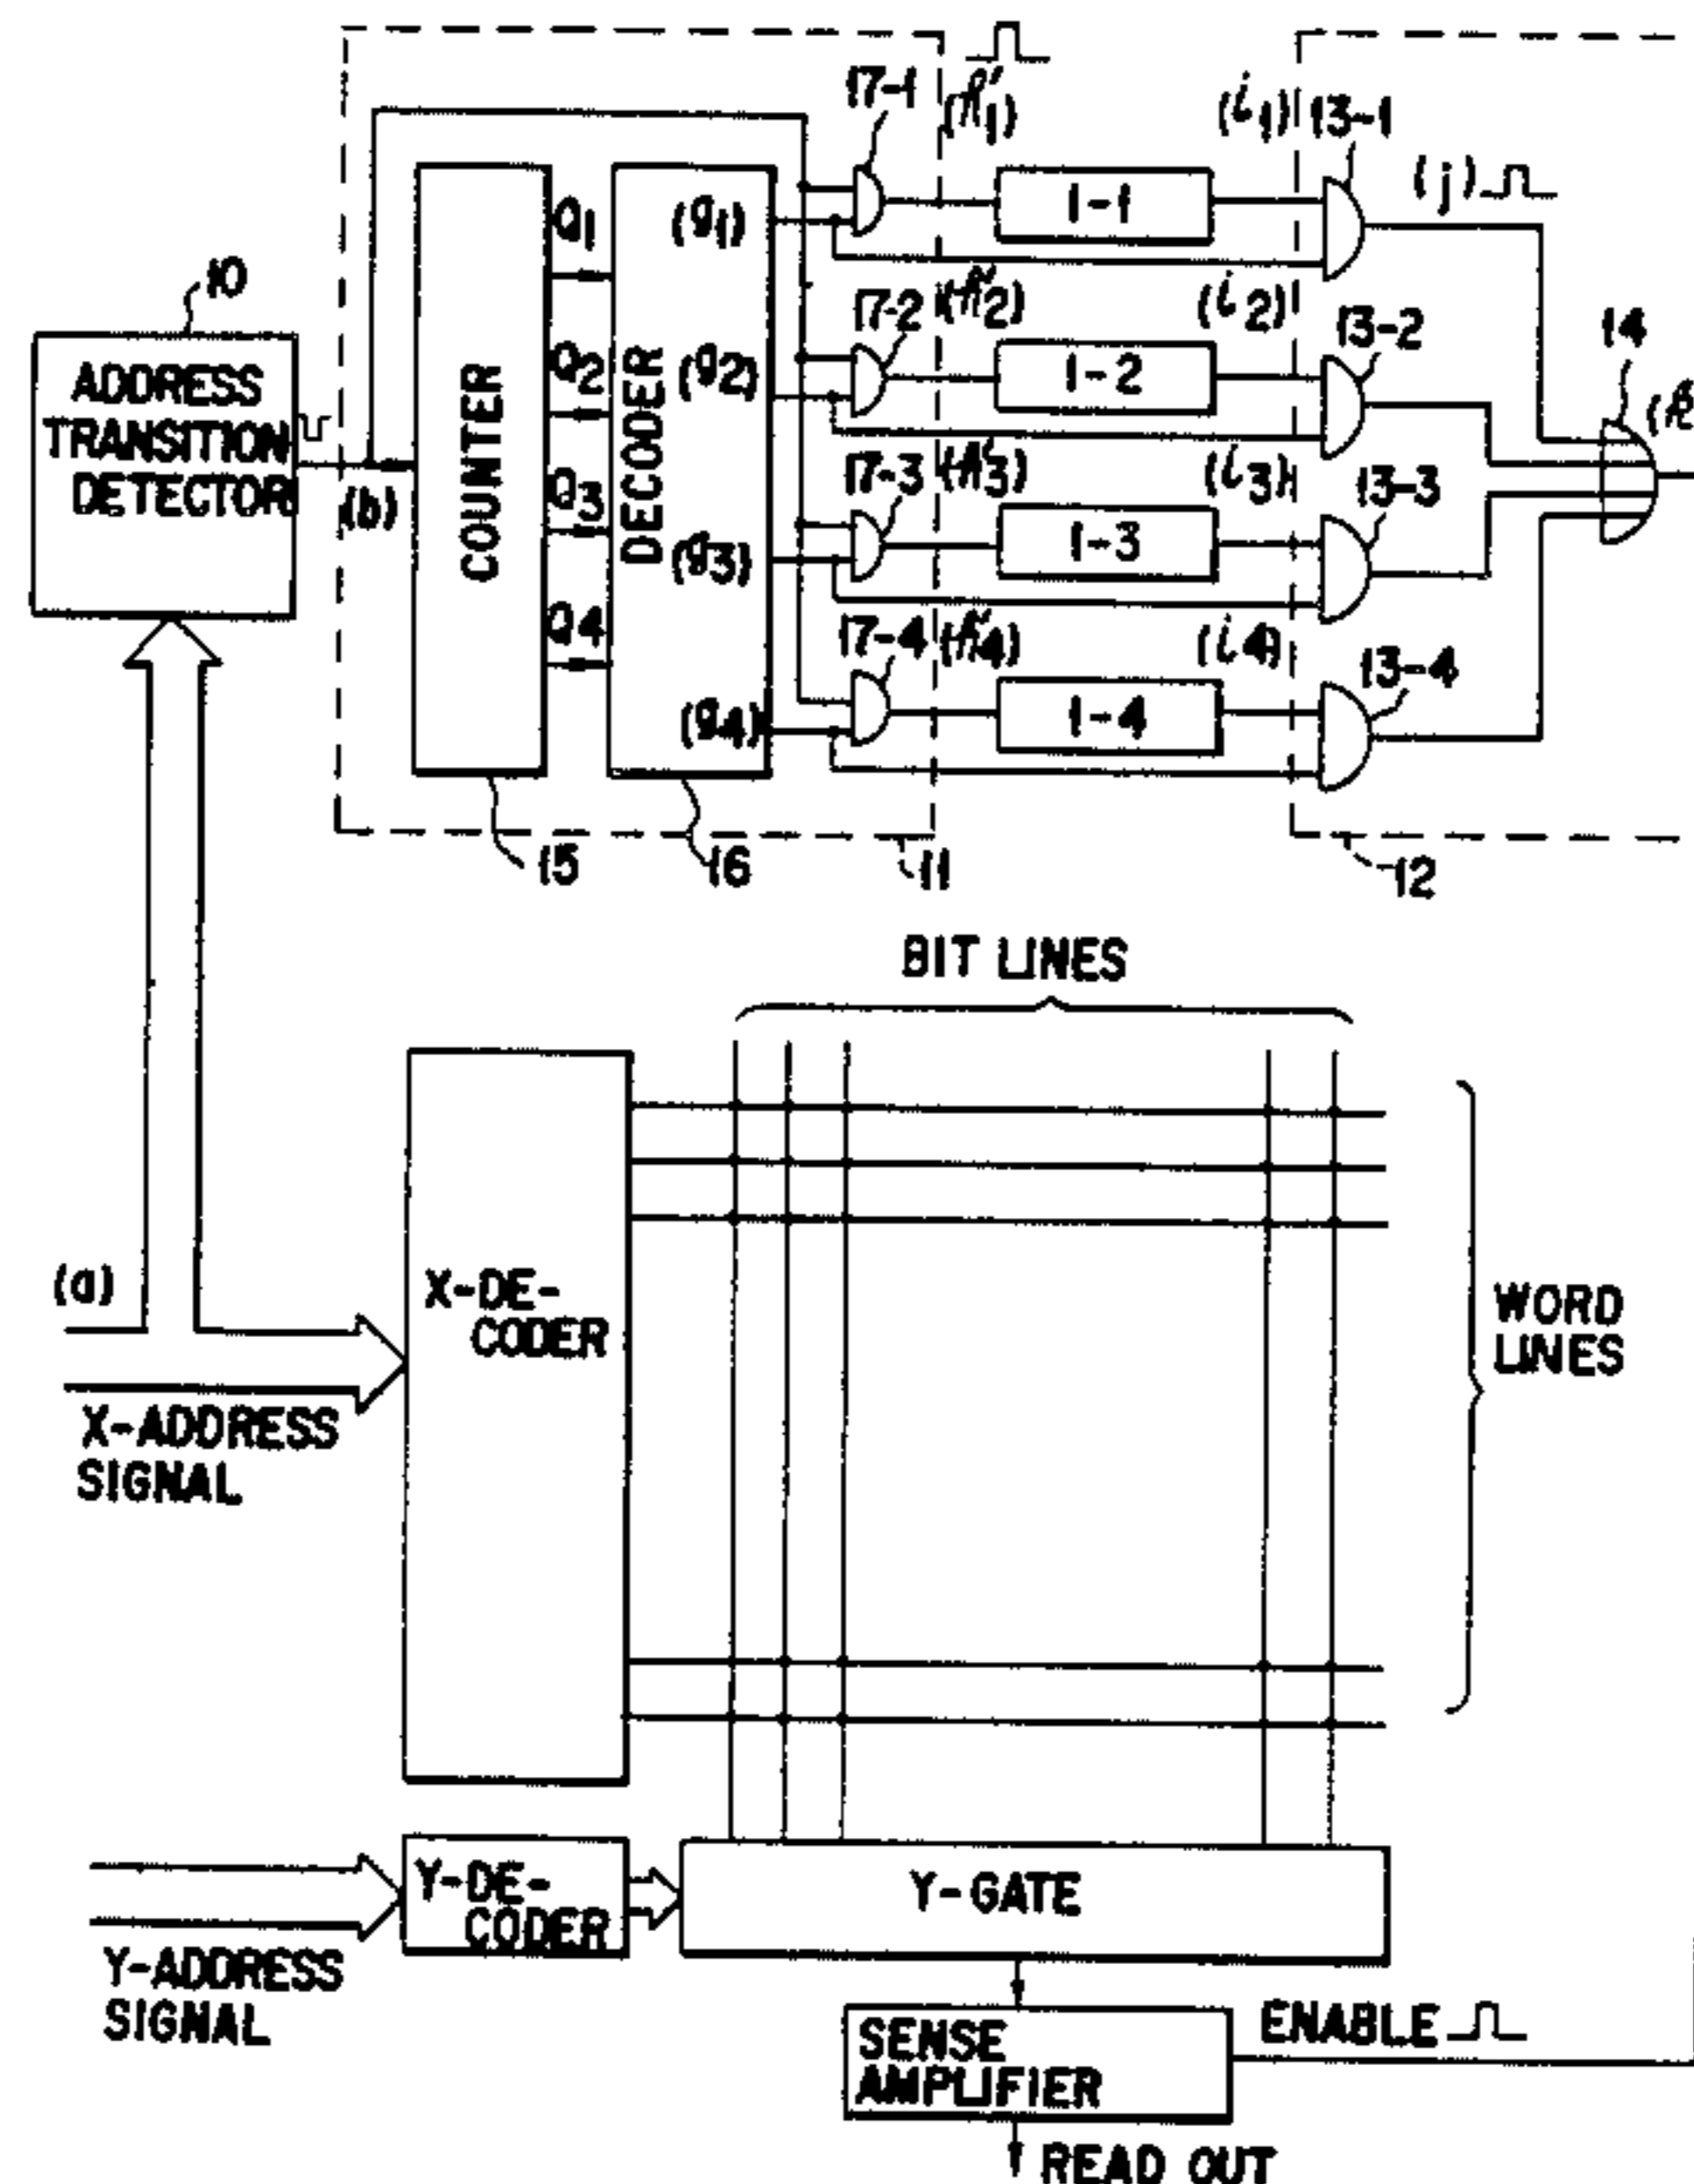 17-1
(h'1)
(i1)
13-1
(j)
10
ADDRESS
TRANSITION
DETECTOR
(b)
COUNTER
Q1
Q2
Q3
Q4
DECODER
(g1)
(g2)
(g3)
(g4)
1-1
17-2
(h'2)
(i2)
13-2
14
1-2
17-3
(h'3)
(i3)
13-3
1-3
17-4
(h'4)
(i4)
13-4
1-4
15
16
11
12
BIT LINES
(a)
X-DE-
CODER
WORD
LINES
X-ADDRESS
SIGNAL
Y-DE-
CODER
Y-GATE
Y-ADDRESS
SIGNAL
SENSE
AMPLIFIER
ENABLE
READ OUT